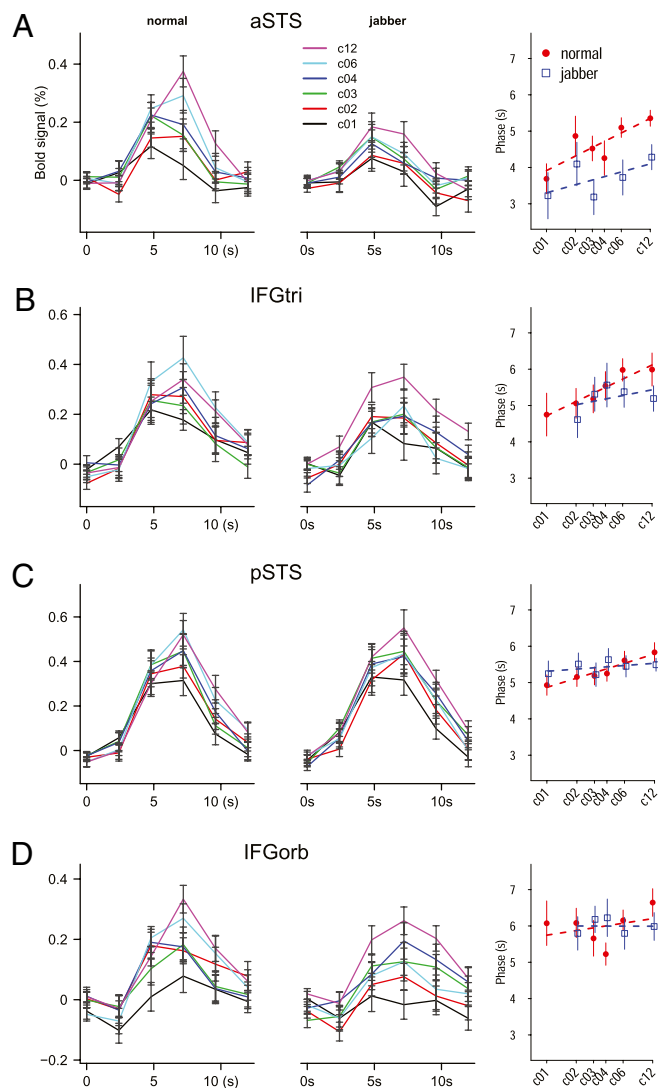 A
normal
aSTS
jabber
Bold signal (%)
0.4
0.2
0
0
5
10 (s)
c12
c06
c04
c03
c02
c01
0s
5s
10s
Phase (s)
7
6
5
4
3
normal
jabber
c01
c02
c03
c04
c06
c12
B
IFGtri
0.6
0.4
0.2
0
0
5
10 (s)
0s
5s
10s
Phase (s)
7
6
5
4
3
c01
c02
c03
c04
c06
c12
C
pSTS
0.6
0.4
0.2
0
0
5
10 (s)
0s
5s
10s
Phase (s)
7
6
5
4
3
c01
c02
c03
c04
c06
c12
D
IFGorb
0.4
0.2
0
−0.2
0
5
10 (s)
0s
5s
10s
Phase (s)
7
6
5
4
3
c01
c02
c03
c04
c06
c12